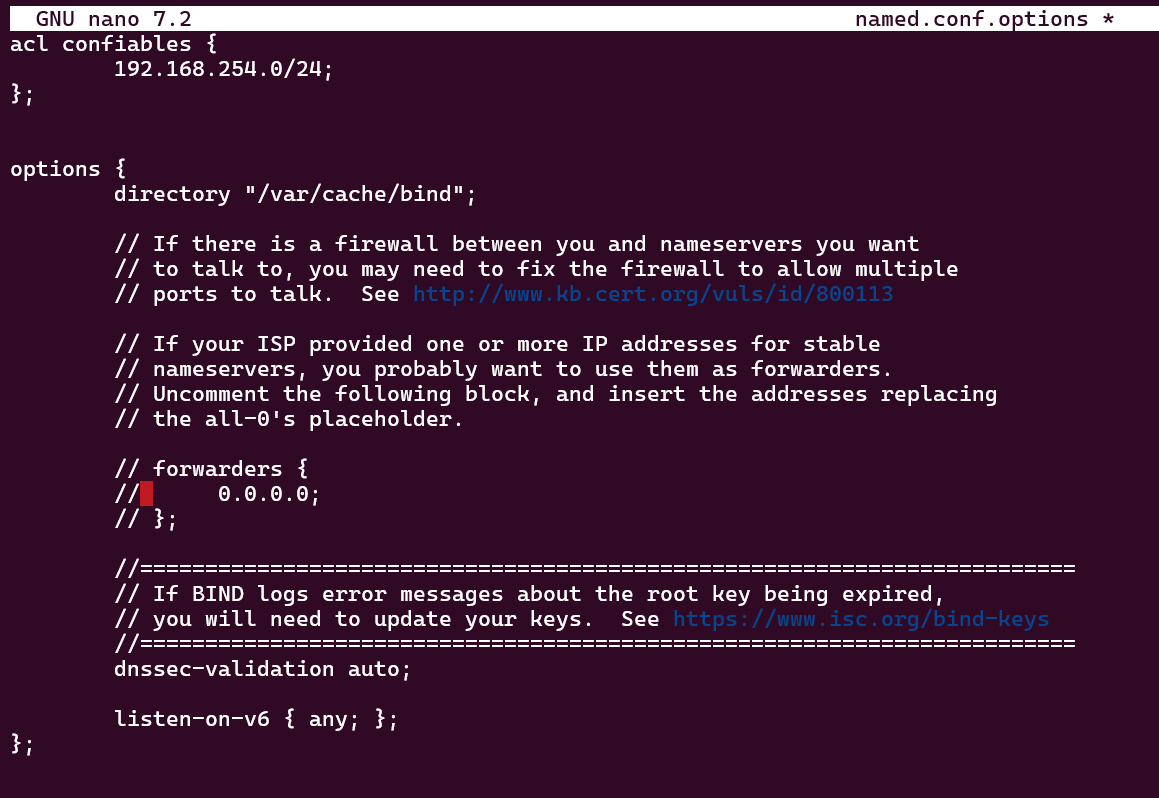 GNU nano 7.2 named.conf.options *
acl confiables {
192.168.254.0/24;
};
options {
directory "/var/cache/bind";
// If there is a firewall between you and nameservers you want
// to talk to, you may need to fix the firewall to allow multiple
// ports to talk.  See http://www.kb.cert.org/vuls/id/800113
// If your ISP provided one or more IP addresses for stable
// nameservers, you probably want to use them as forwarders.
// Uncomment the following block, and insert the addresses replacing
// the all-0's placeholder.
// forwarders {
//      0.0.0.0;
// };
//========================================================================
// If BIND logs error messages about the root key being expired,
// you will need to update your keys.  See https://www.isc.org/bind-keys
//========================================================================
dnssec-validation auto;
listen-on-v6 { any; };
};